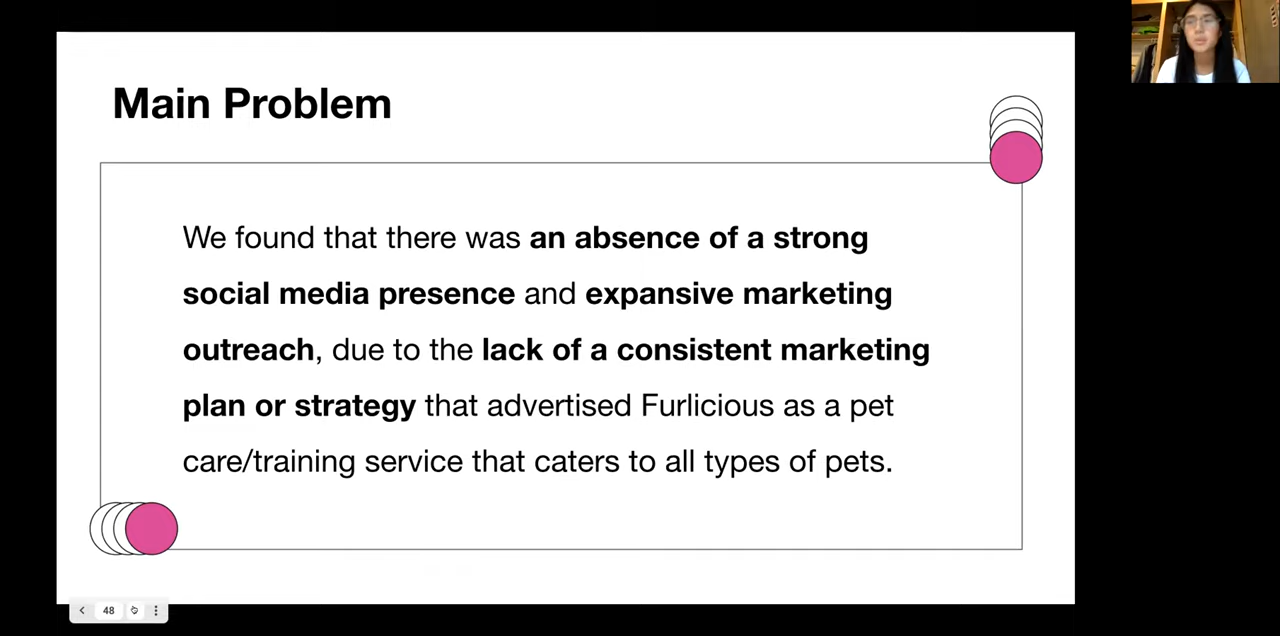 Main Problem
We found that there was an absence of a strong
social media presence and expansive marketing
outreach, due to the lack of a consistent marketing
plan or strategy that advertised Furlicious as a pet
care/training service that caters to all types of pets.
48